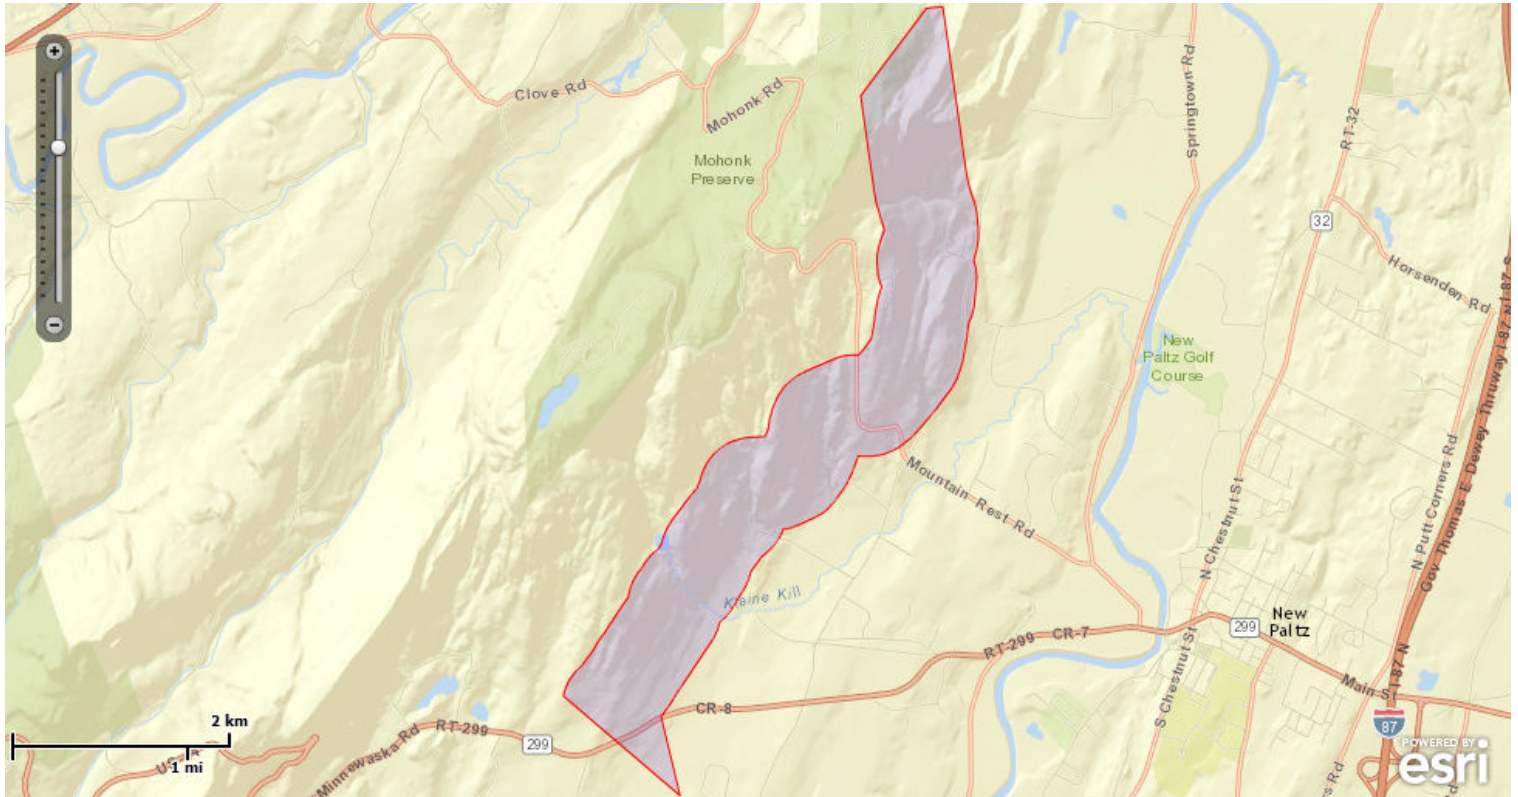 Clove Rd
Mohonk Rd
Mohonk
Preserve
Springtown Rd
RT-32
32
Horsenden Rd
New
Paltz Golf
Course
N Putt Corners Rd
Gov Thomas E Dewey Thruway I-87 N I-87 S
Mountain Rest Rd
N Chestnut St
Kleine Kill
New
Paltz
299
RT-299 CR-7
S Chestnut St
I-87 N
Main St
CR-8
RT-299
299
Minnewaska Rd
2 km
1 mi
87
POWERED BY
esri
s Rd